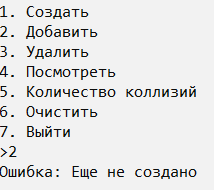 1. Создать
2. Добавить
3. Удалить
4. Посмотреть
5. Количество коллизий
6. Очистить
7. Выйти
>2
Ошибка: Еще не создано